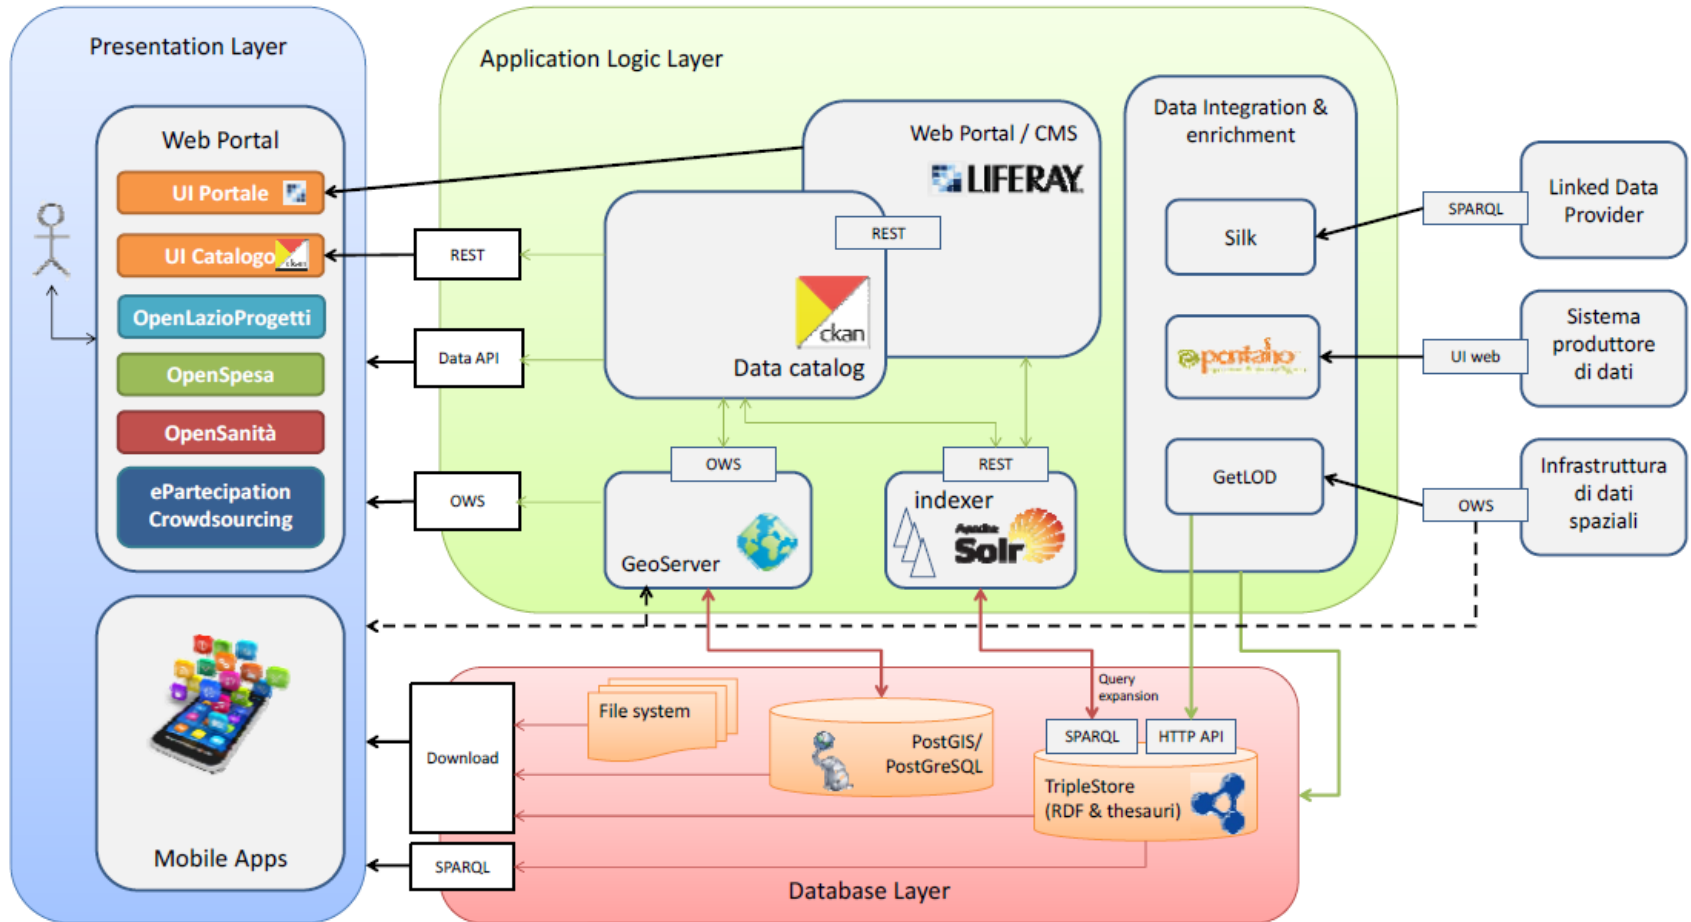 Presentation Layer
Web Portal
UI Portale
UI Catalogo
ckan
OpenLazioProgetti
OpenSpesa
OpenSanità
ePartecipation
Crowdsourcing
Mobile Apps
REST
Data API
OWS
Download
SPARQL
Application Logic Layer
Web Portal / CMS
LIFERAY
REST
ckan
Data catalog
OWS
GeoServer
REST
indexer
Apache
Solr
Data Integration &
enrichment
Silk
pentaho
GetLOD
SPARQL
Linked Data
Provider
UI web
Sistema
produttore
di dati
OWS
Infrastruttura
di dati
spaziali
File system
PostGIS/
PostGreSQL
Query
expansion
SPARQL
HTTP API
TripleStore
(RDF & thesauri)
Database Layer